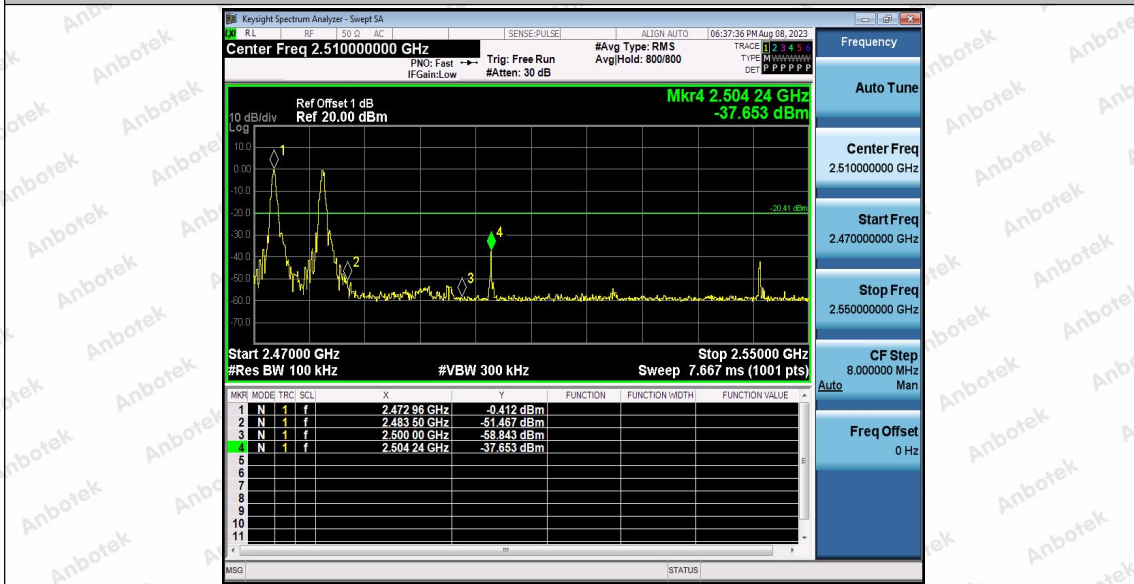 Keysight Spectrum Analyzer - Swept SA
LXI RL RF 50 Ω AC SENSE:PULSE ALIGN AUTO 06:37:36 PM Aug 08, 2023
Center Freq 2.510000000 GHz
PNO: Fast
IFGain:Low
Trig: Free Run
#Atten: 30 dB
#Avg Type: RMS
Avg|Hold: 800/800
TRACE 1 2 3 4 5 6
TYPE MWWWWW
DET P P P P P P
Frequency
Auto Tune
Center Freq
2.510000000 GHz
Start Freq
2.470000000 GHz
Stop Freq
2.550000000 GHz
CF Step
8.000000 MHz
Auto Man
Freq Offset
0 Hz
Mkr4 2.504 24 GHz
-37.653 dBm
Ref Offset 1 dB
10 dB/div Ref 20.00 dBm
Log
10.0
0.00
-10.0
-20.0
-30.0
-40.0
-50.0
-60.0
-70.0
1
2
3
4
-20.41 dBm
Start 2.47000 GHz Stop 2.55000 GHz
#Res BW 100 kHz #VBW 300 kHz Sweep 7.667 ms (1001 pts)
MKR MODE TRC SCL X Y FUNCTION FUNCTION WIDTH FUNCTION VALUE
1 N 1 f 2.472 96 GHz -0.412 dBm
2 N 1 f 2.483 50 GHz -51.467 dBm
3 N 1 f 2.500 00 GHz -58.843 dBm
4 N 1 f 2.504 24 GHz -37.653 dBm
5
6
7
8
9
10
11
MSG STATUS
Anbotek